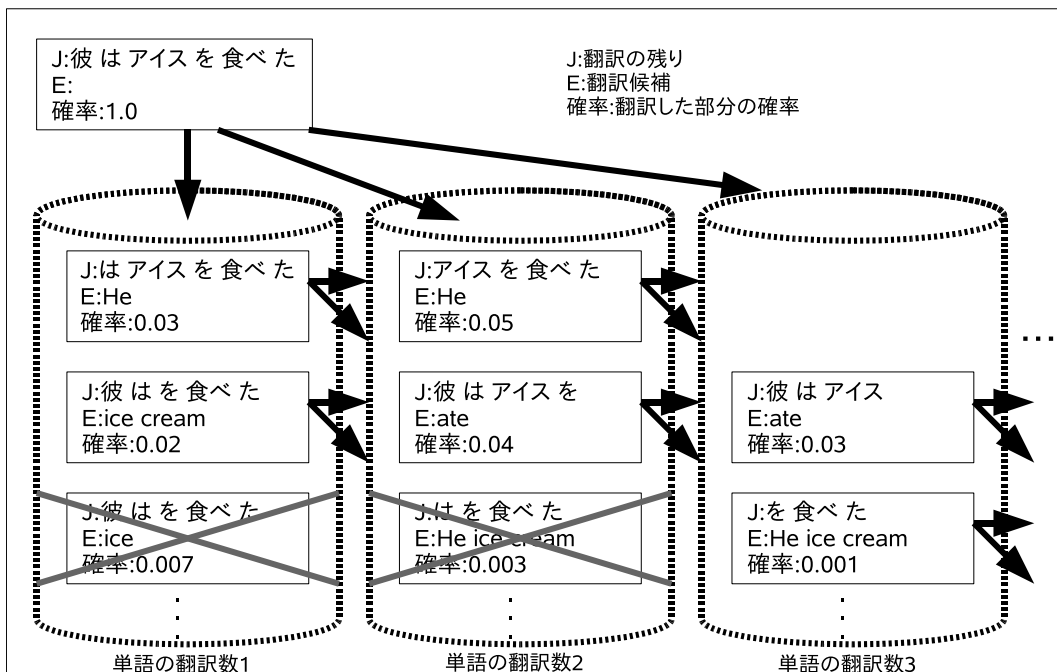 J:彼 は アイス を 食べ た
E:
確率:1.0
J:翻訳の残り
E:翻訳候補
確率:翻訳した部分の確率
J:は アイス を 食べ た
E:He
確率:0.03
J:彼 は を 食べ た
E:ice cream
確率:0.02
J:彼 は を 食べ た
E:ice
確率:0.007
単語の翻訳数1
J:アイス を 食べ た
E:He
確率:0.05
J:彼 は アイス を
E:ate
確率:0.04
J:は を 食べ た
E:He ice cream
確率:0.003
単語の翻訳数2
J:彼 は アイス
E:ate
確率:0.03
J:を 食べ た
E:He ice cream
確率:0.001
単語の翻訳数3
…